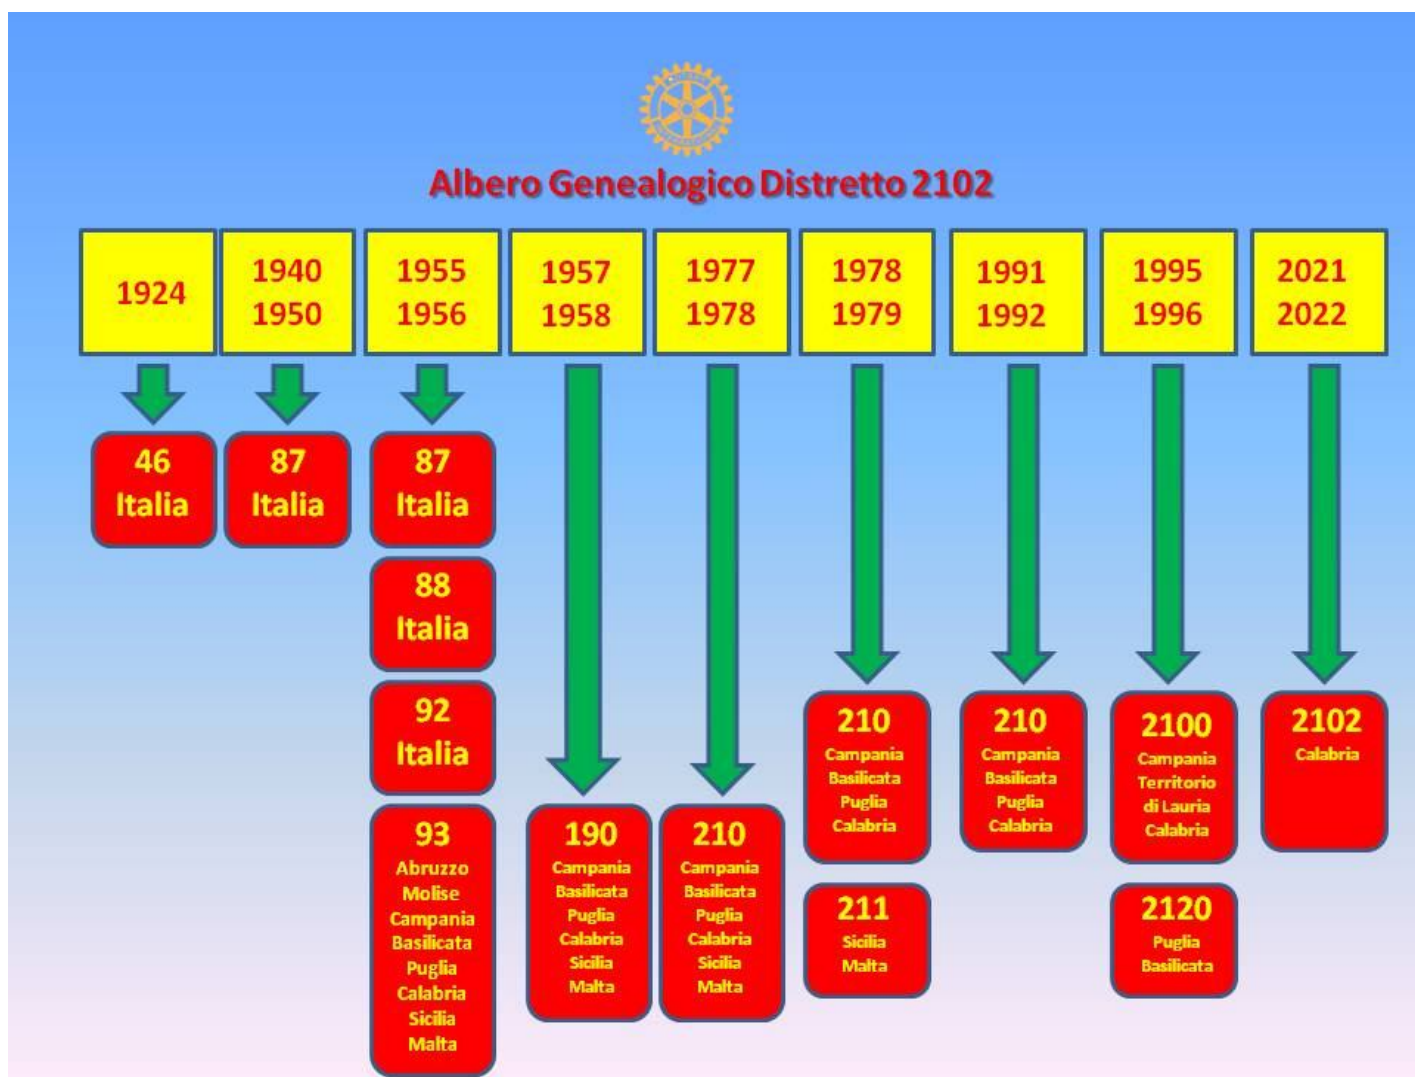 Albero Genealogico Distretto 2102
1924
1940
1950
1955
1956
1957
1958
1977
1978
1978
1979
1991
1992
1995
1996
2021
2022
46
Italia
87
Italia
87
Italia
88
Italia
92
Italia
93
Abruzzo
Molise
Campania
Basilicata
Puglia
Calabria
Sicilia
Malta
190
Campania
Basilicata
Puglia
Calabria
Sicilia
Malta
210
Campania
Basilicata
Puglia
Calabria
Sicilia
Malta
210
Campania
Basilicata
Puglia
Calabria
211
Sicilia
Malta
210
Campania
Basilicata
Puglia
Calabria
2100
Campania
Territorio
di Lauria
Calabria
2120
Puglia
Basilicata
2102
Calabria